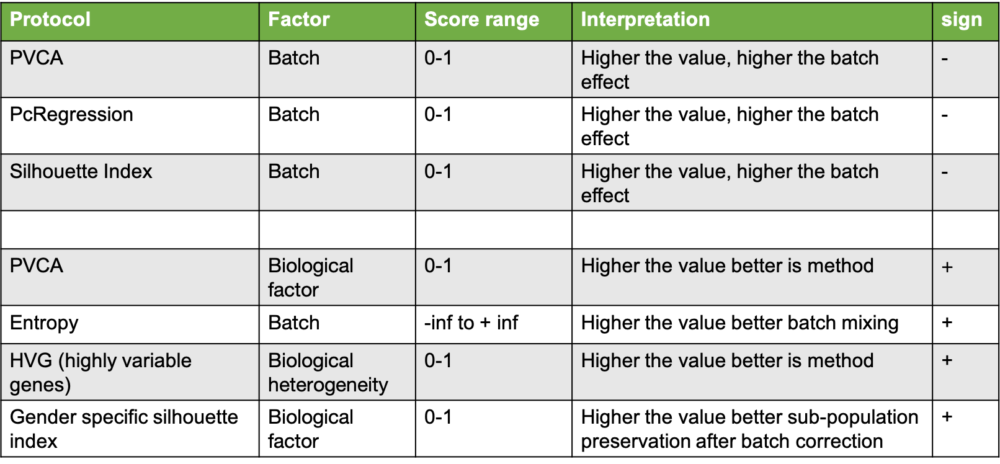 Protocol Factor Score range Interpretation sign
PVCA Batch 0-1 Higher the value, higher the batch -
effect
PcRegression Batch 0-1 Higher the value, higher the batch -
effect
Silhouette Index Batch 0-1 Higher the value, higher the batch -
effect
PVCA Biological 0-1 Higher the value better is method +
factor
Entropy Batch -inf to + inf Higher the value better batch mixing +
HVG (highly variable Biological 0-1 Higher the value better is method +
genes) heterogeneity
Gender specific silhouette Biological 0-1 Higher the value better sub-population +
index factor preservation after batch correction